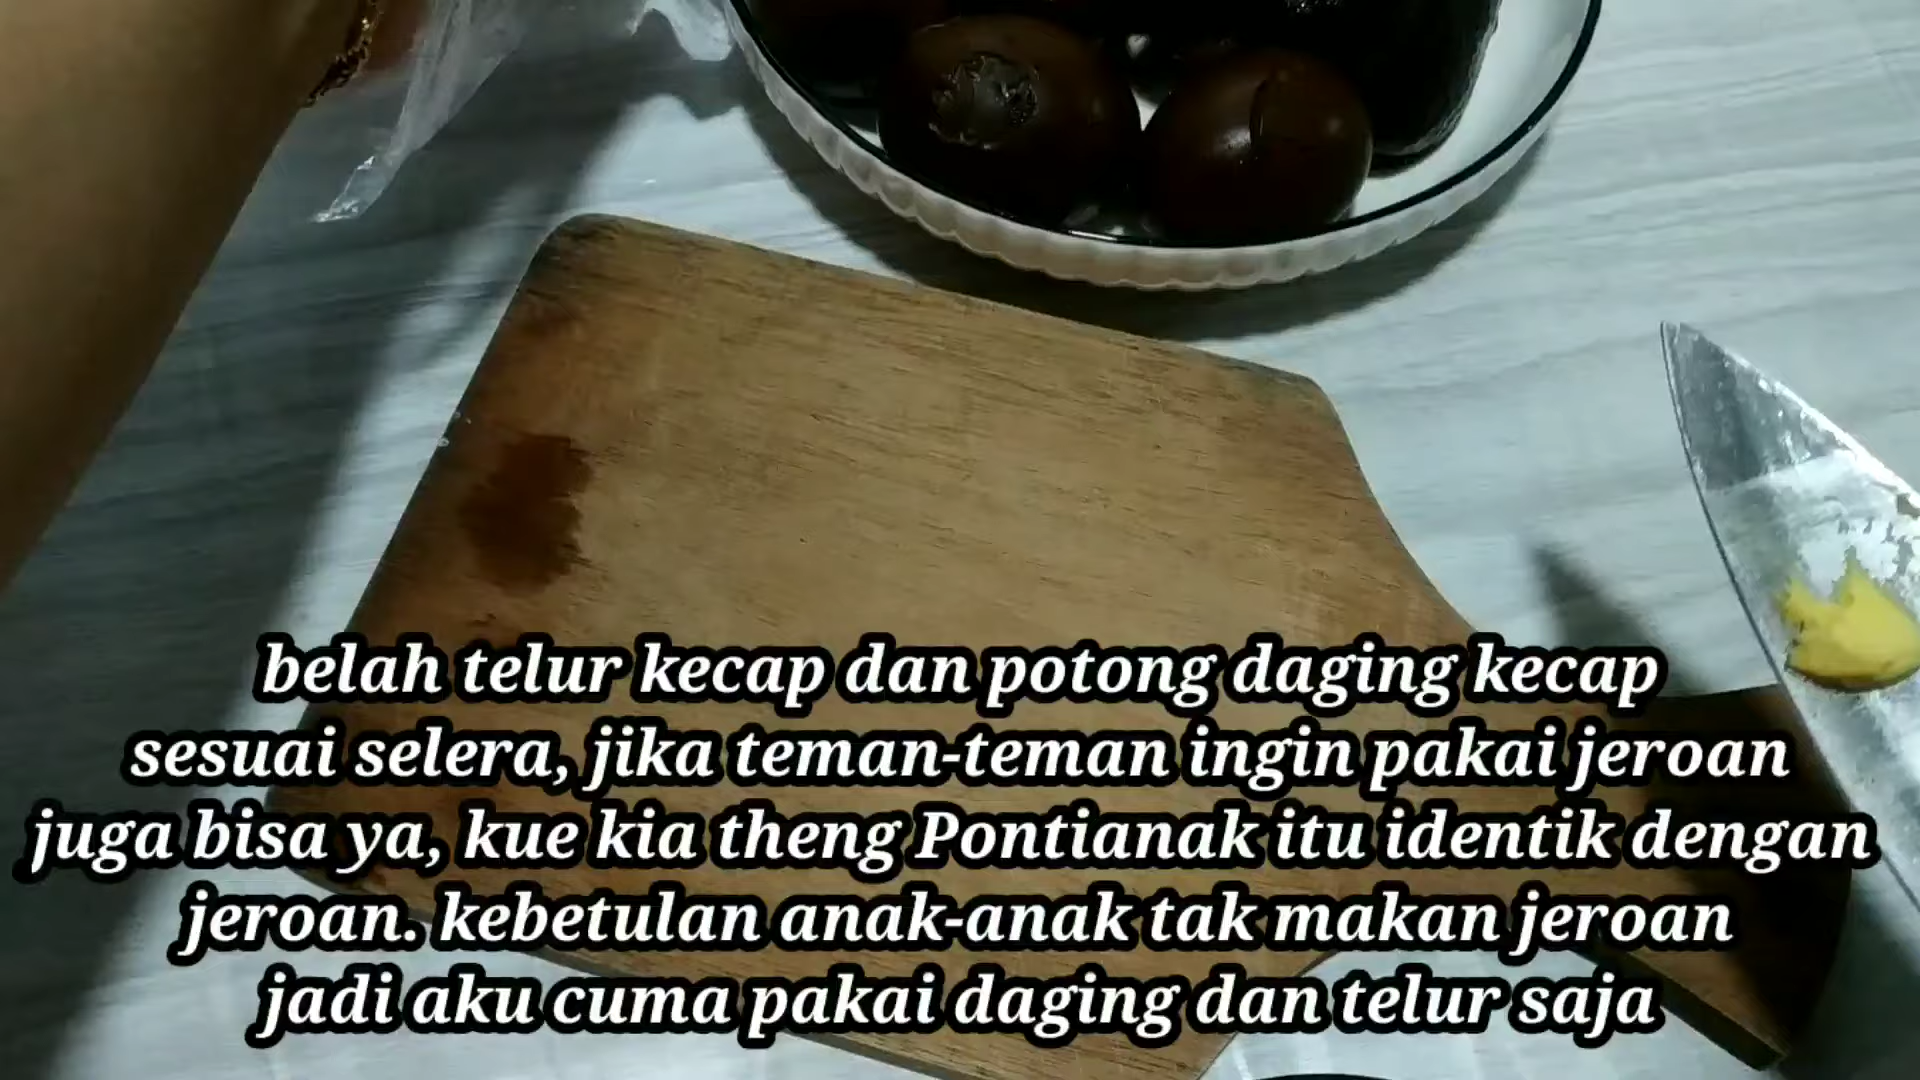 belah telur kecap dan potong daging kecap
sesuai selera, jika teman-teman ingin pakai jeroan
juga bisa ya, kue kia theng Pontianak itu identik dengan
jeroan. kebetulan anak-anak tak makan jeroan
jadi aku cuma pakai daging dan telur saja